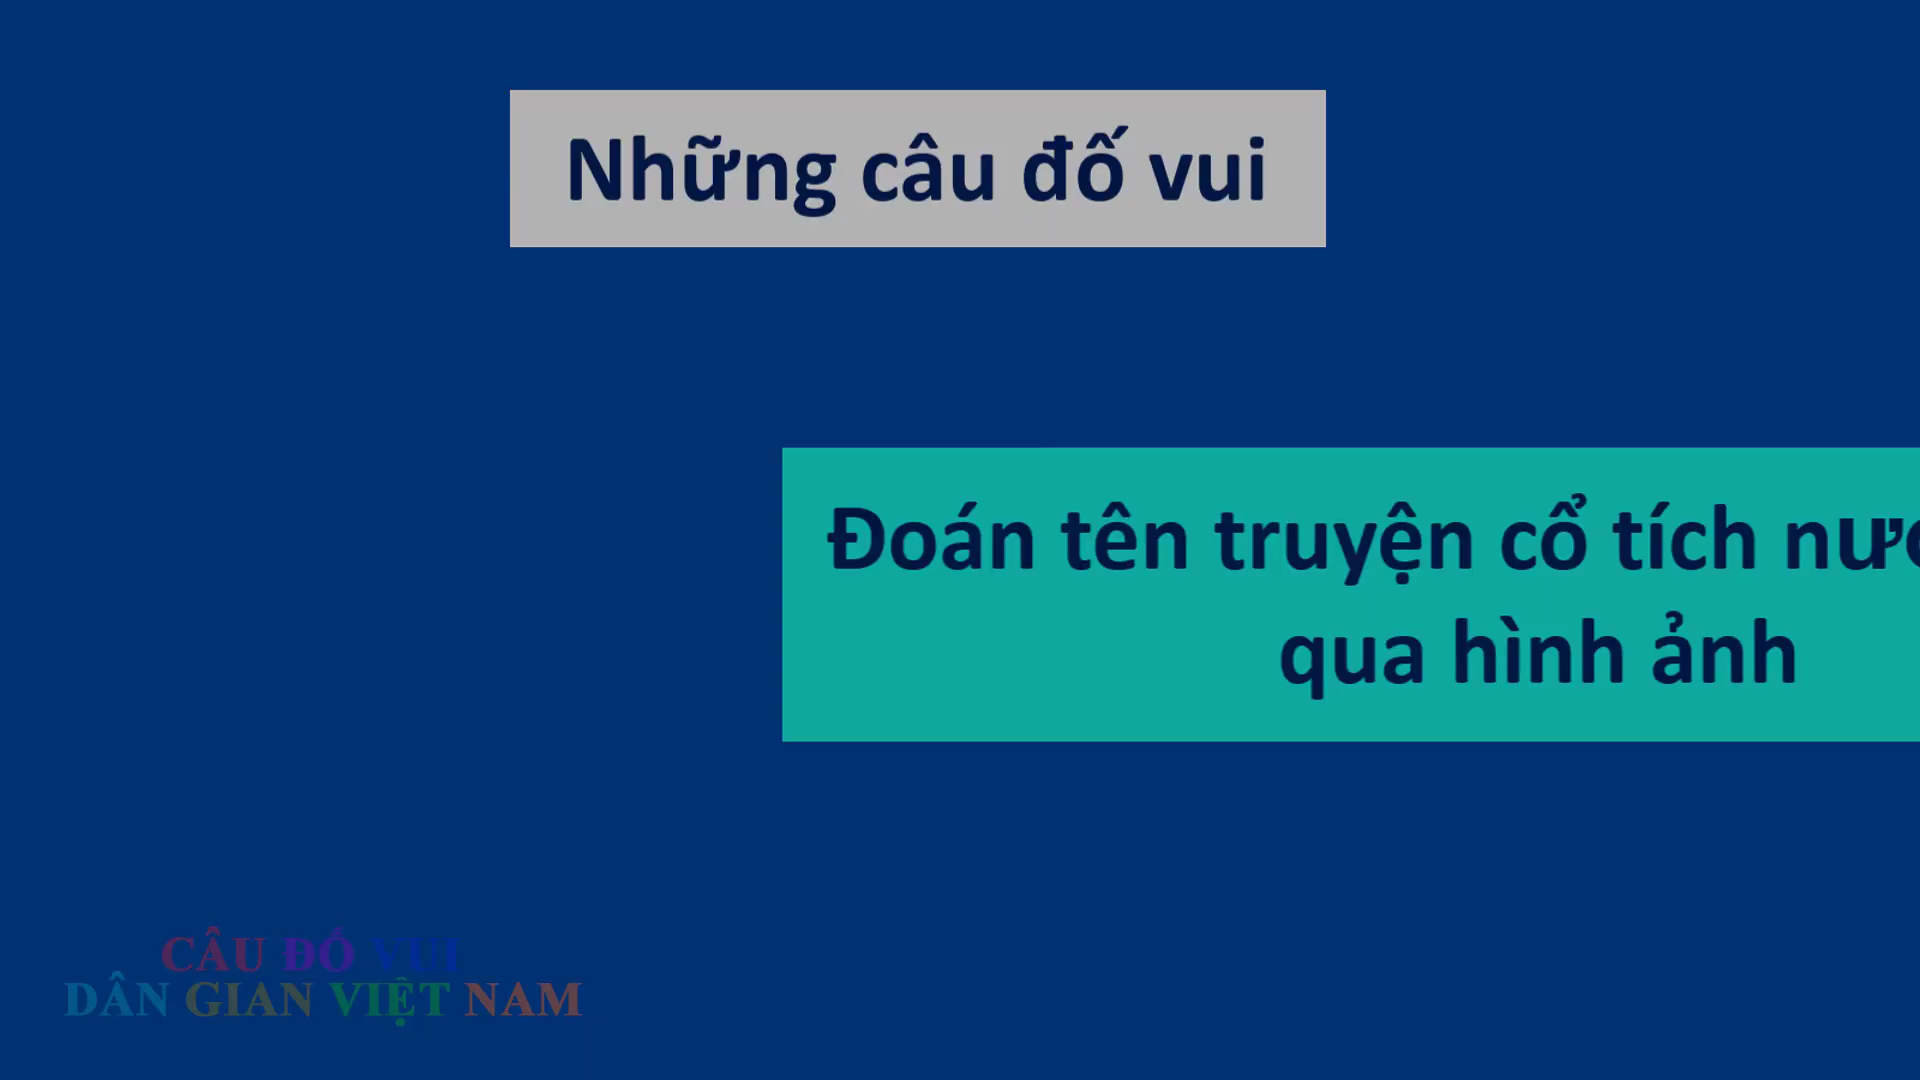 Những câu đố vui
Đoán tên truyện cổ tích
qua hình ảnh
CÂU ĐỐ VUI
DÂN GIAN VIỆT NAM